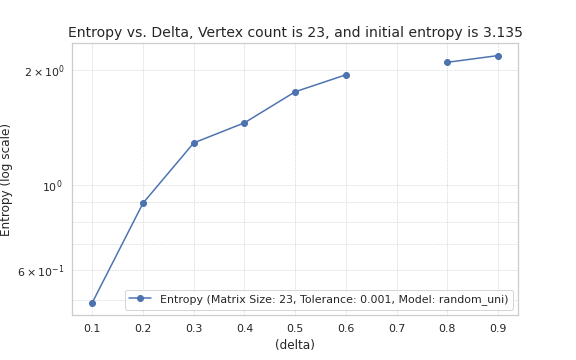 Entropy vs. Delta, Vertex count is 23, and initial entropy is 3.135
Entropy (log scale)
2 × 10⁰
10⁰
6 × 10⁻¹
Entropy (Matrix Size: 23, Tolerance: 0.001, Model: random_uni)
0.1 0.2 0.3 0.4 0.5 0.6 0.7 0.8 0.9
(delta)